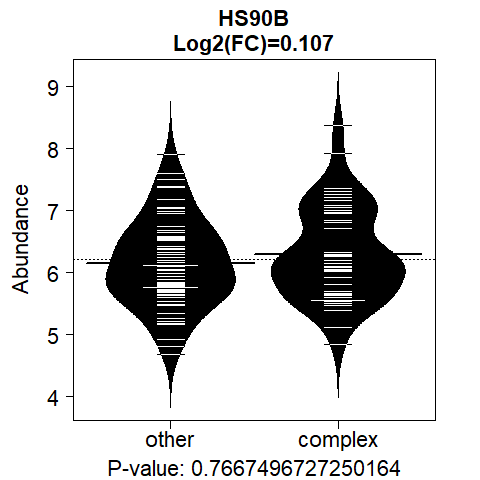 HS90B
Log2(FC)=0.107
9
8
7
6
5
4
Abundance
other complex
P-value: 0.7667496727250164